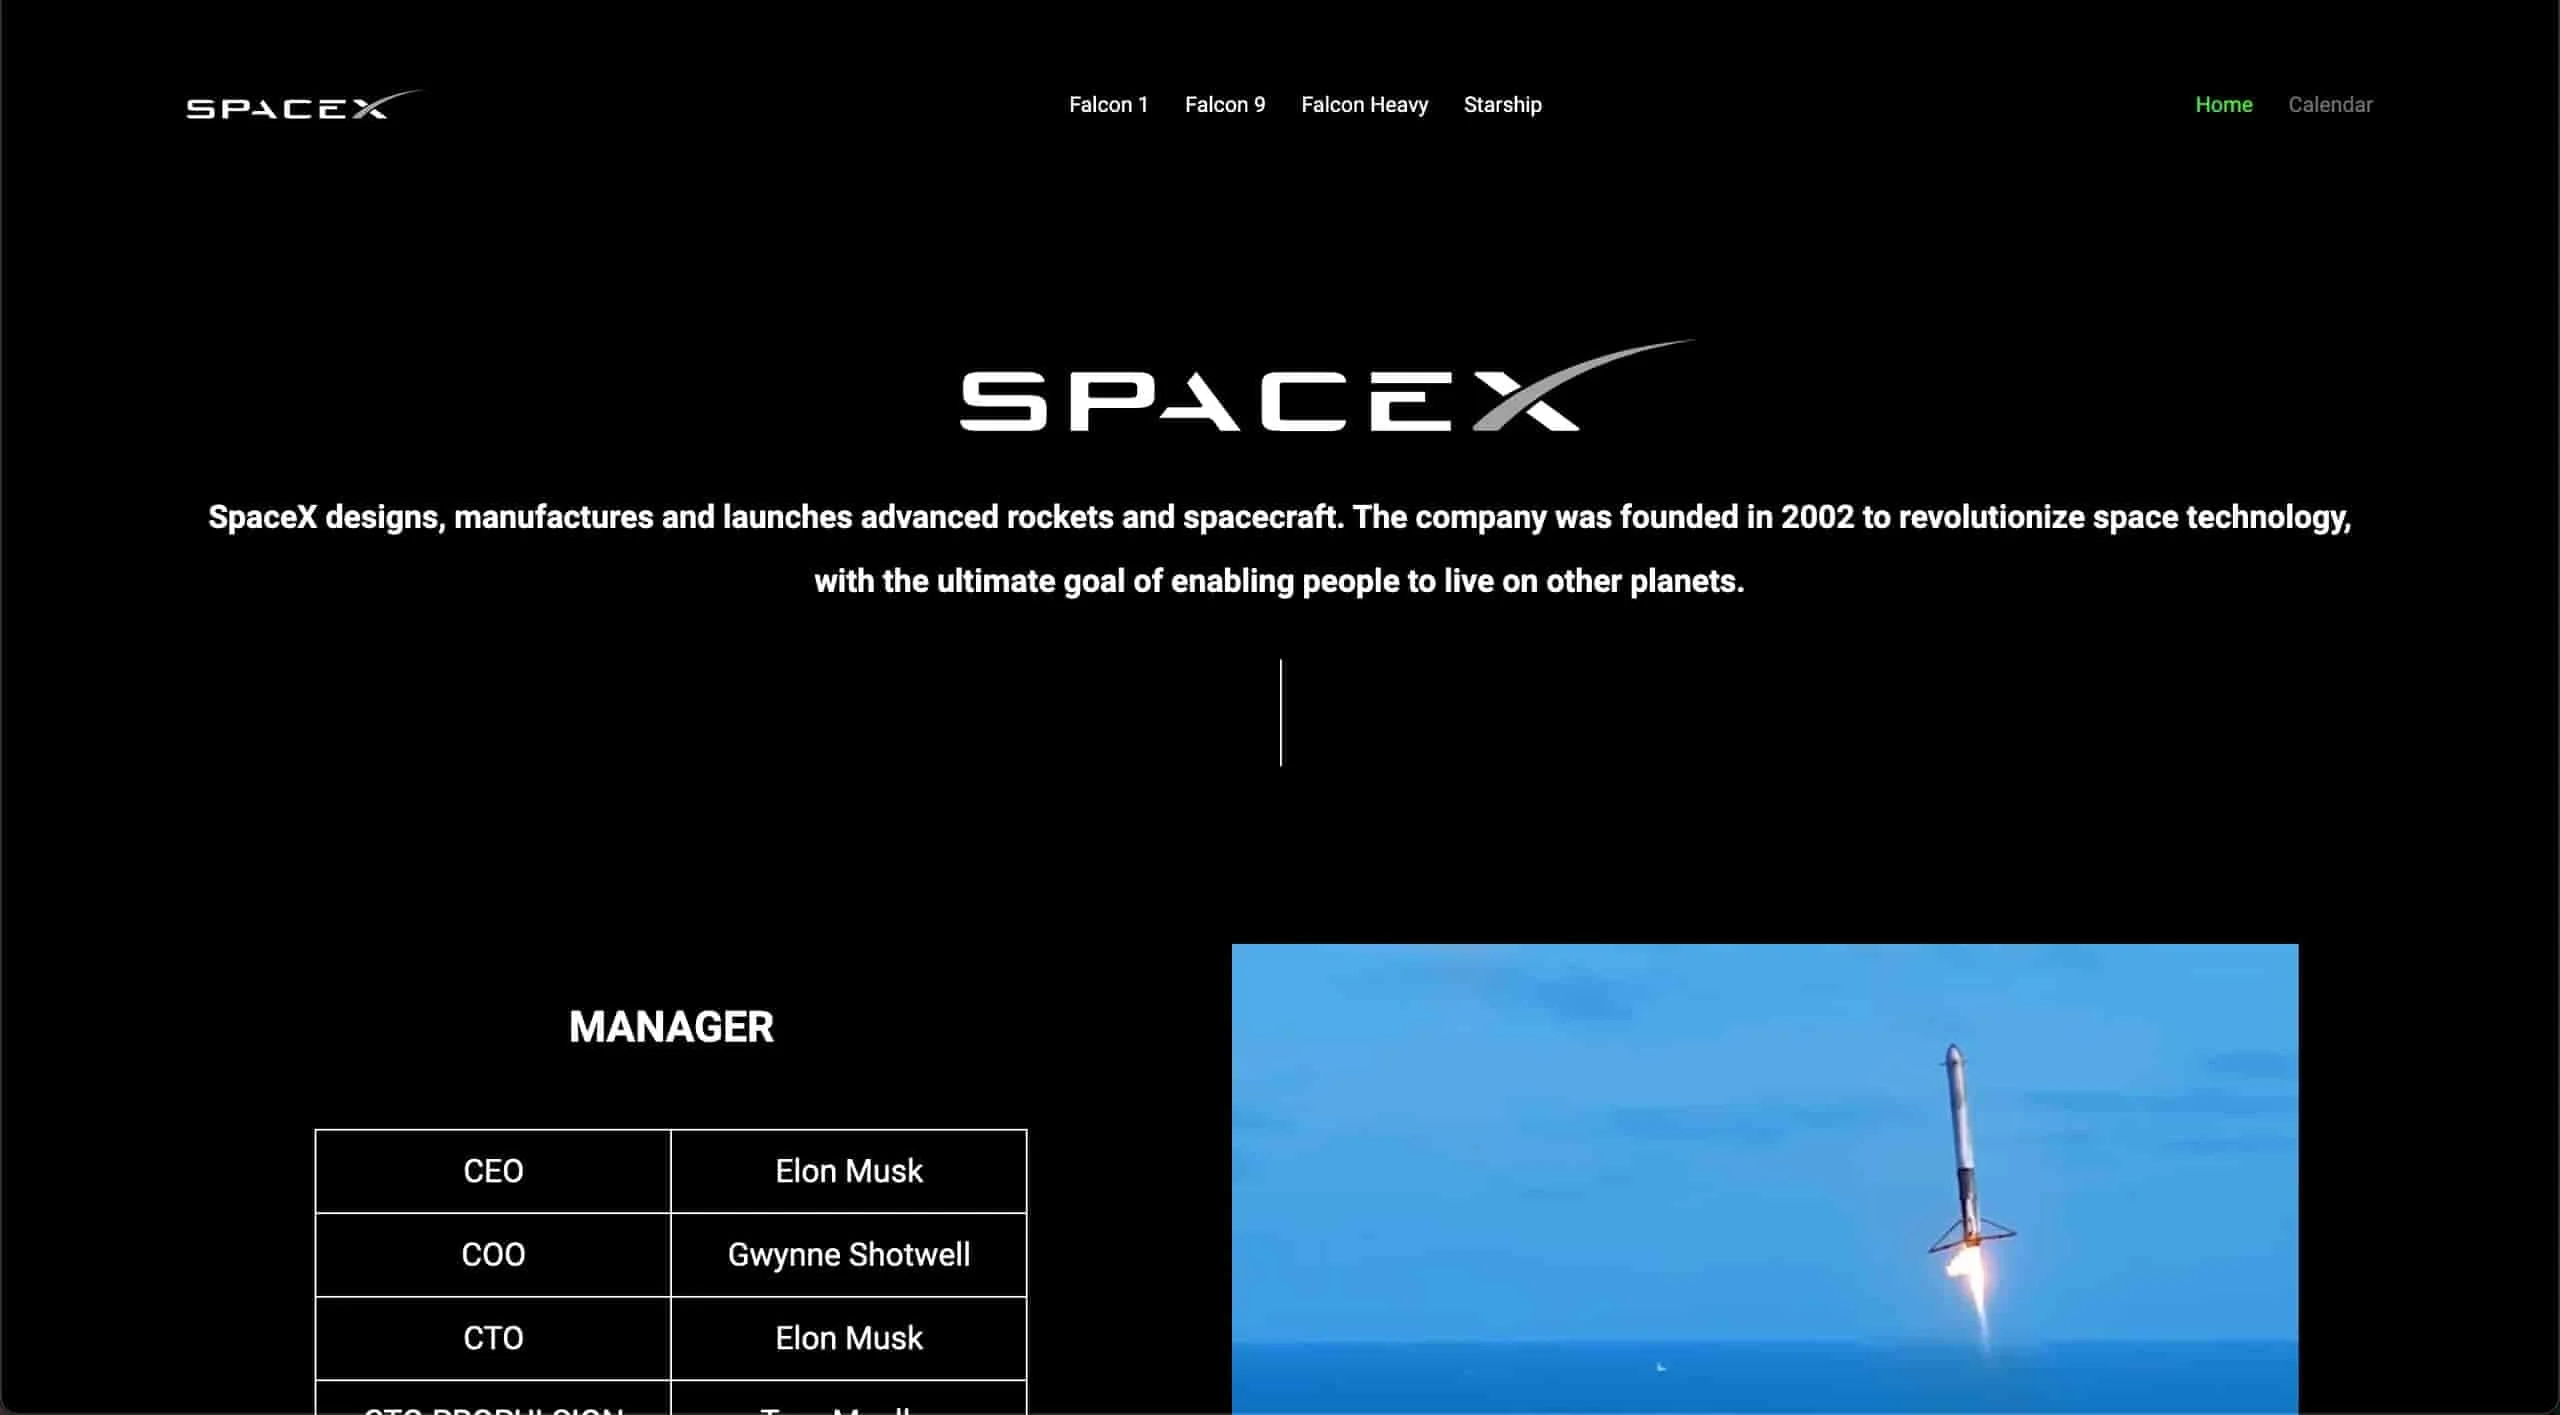 SPACEX
Falcon 1 Falcon 9 Falcon Heavy Starship
Home Calendar
SPACEX
SpaceX designs, manufactures and launches advanced rockets and spacecraft. The company was founded in 2002 to revolutionize space technology,
with the ultimate goal of enabling people to live on other planets.
MANAGER
CEO Elon Musk
COO Gwynne Shotwell
CTO Elon Musk